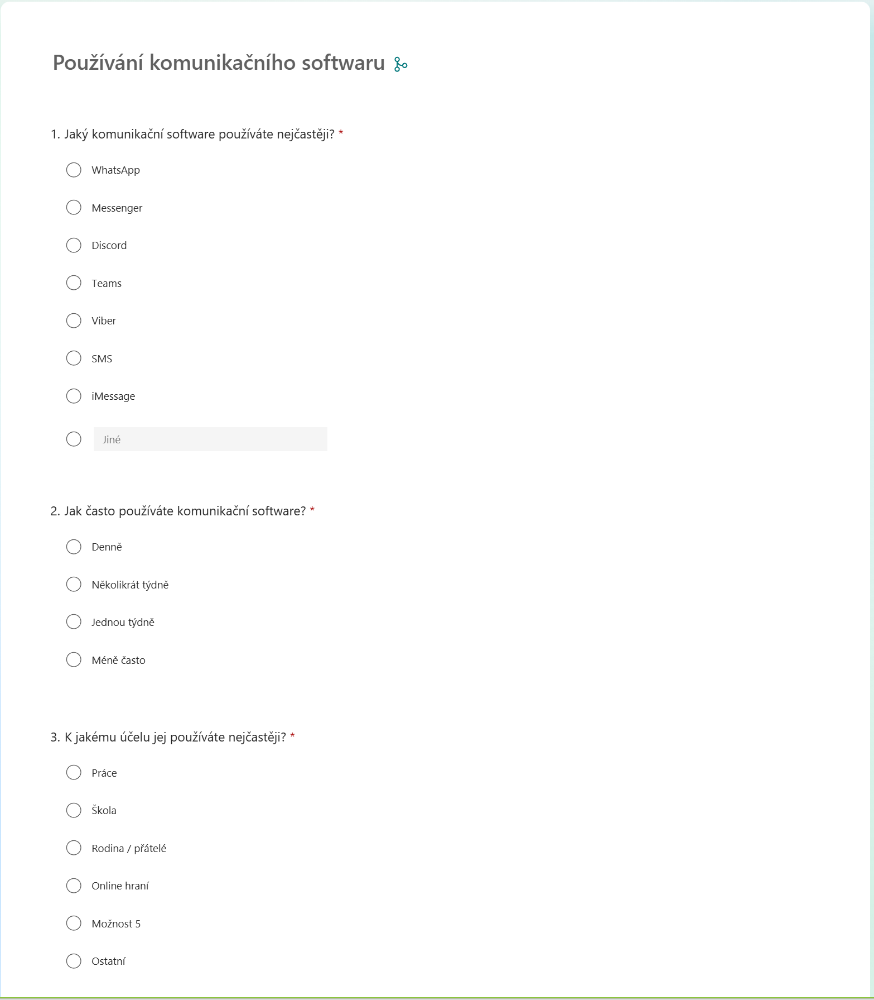 Používání komunikačního softwaru
1. Jaký komunikační software používáte nejčastěji? *
WhatsApp
Messenger
Discord
Teams
Viber
SMS
iMessage
Jiné
2. Jak často používáte komunikační software? *
Denně
Několikrát týdně
Jednou týdně
Méně často
3. K jakému účelu jej používáte nejčastěji? *
Práce
Škola
Rodina / přátelé
Online hraní
Možnost 5
Ostatní